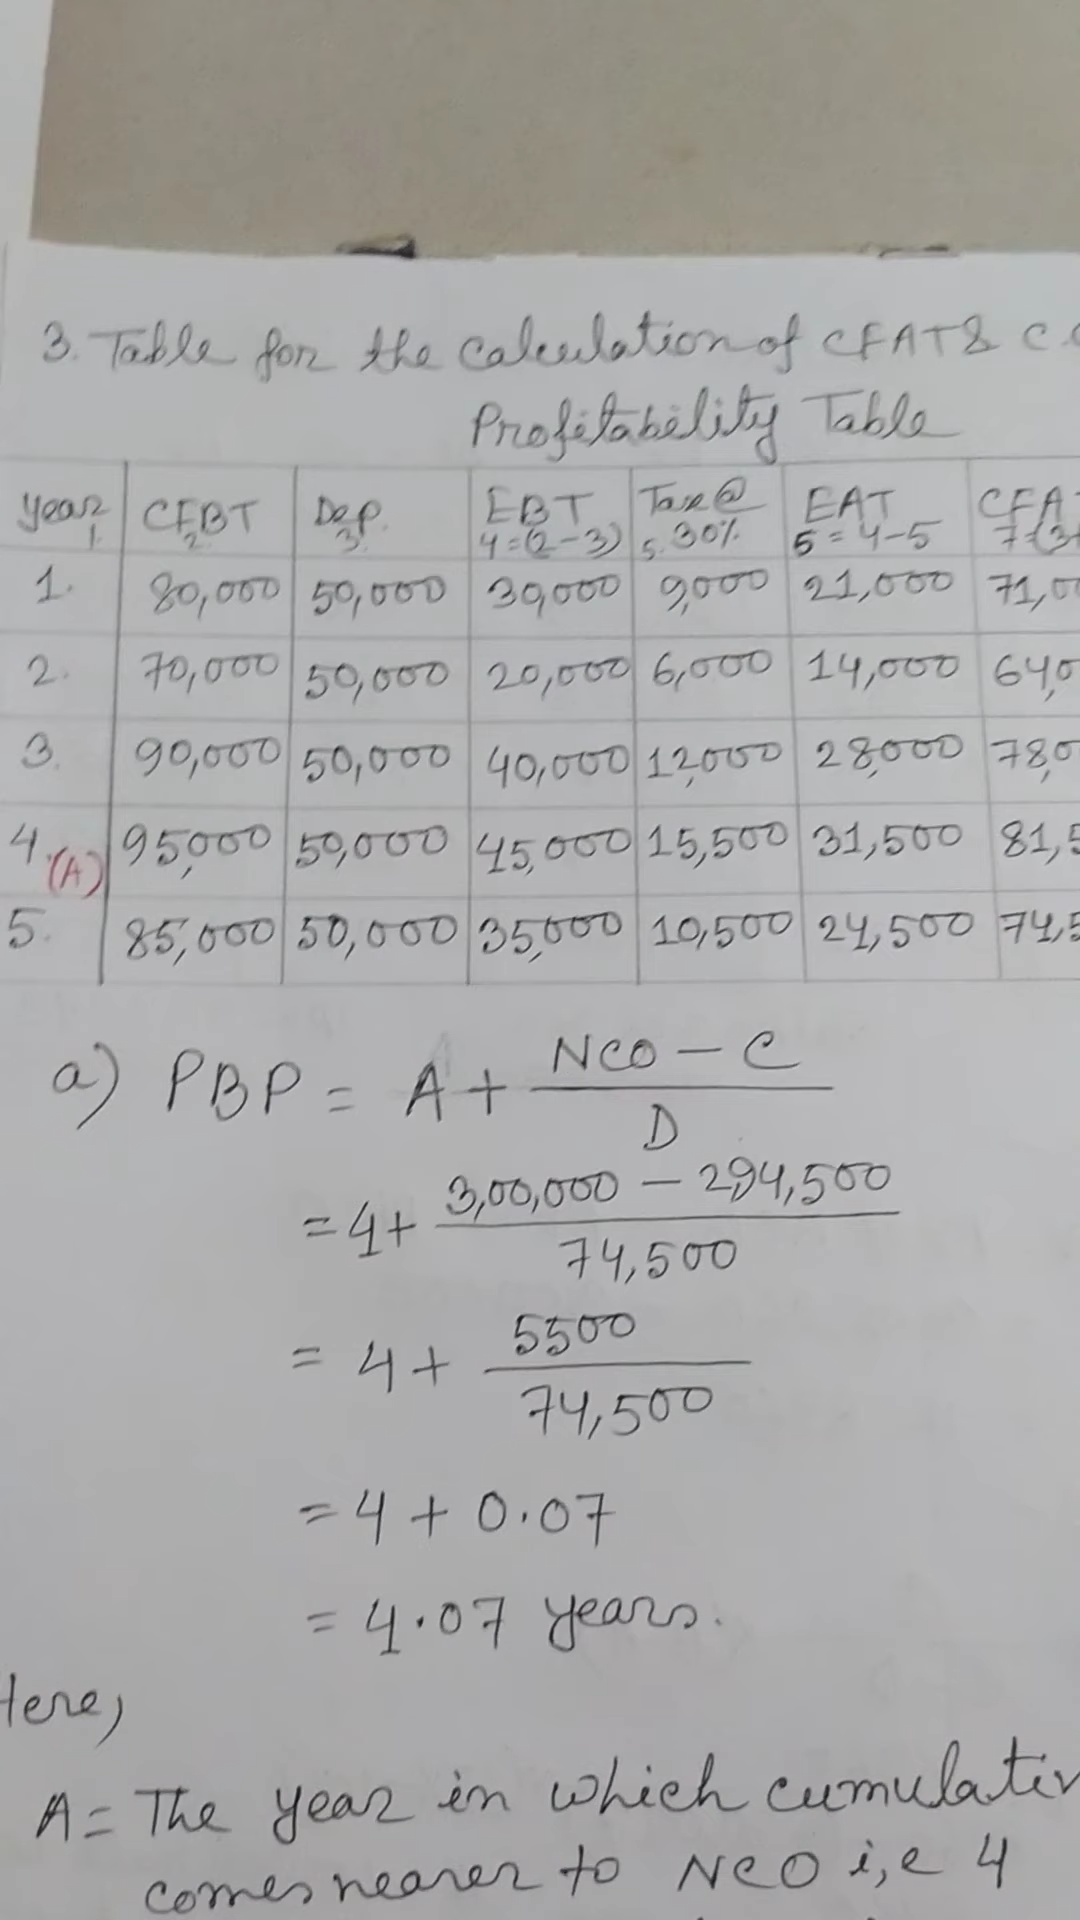 3. Table for the Calculation of CFAT & C.
Profitability Table
Year CFBT Dep. EBT Tax@ EAT CFA
1. 2. 3. 4=(2-3) 5. 30% 5=4-5 7=(3+
1. 80,000 50,000 30,000 9,000 21,000 71,00
2. 70,000 50,000 20,000 6,000 14,000 64,0
3. 90,000 50,000 40,000 12,000 28,000 78,0
4.(A) 95,000 50,000 45,000 15,500 31,500 81,5
5. 85,000 50,000 35,000 10,500 24,500 74,5
a) PBP = A + NCO - C
D
= 4 + 3,00,000 - 294,500
74,500
= 4 + 5500
74,500
= 4 + 0.07
= 4.07 years.
Here,
A = The year in which cumulativ
comes nearer to NCO i,e 4